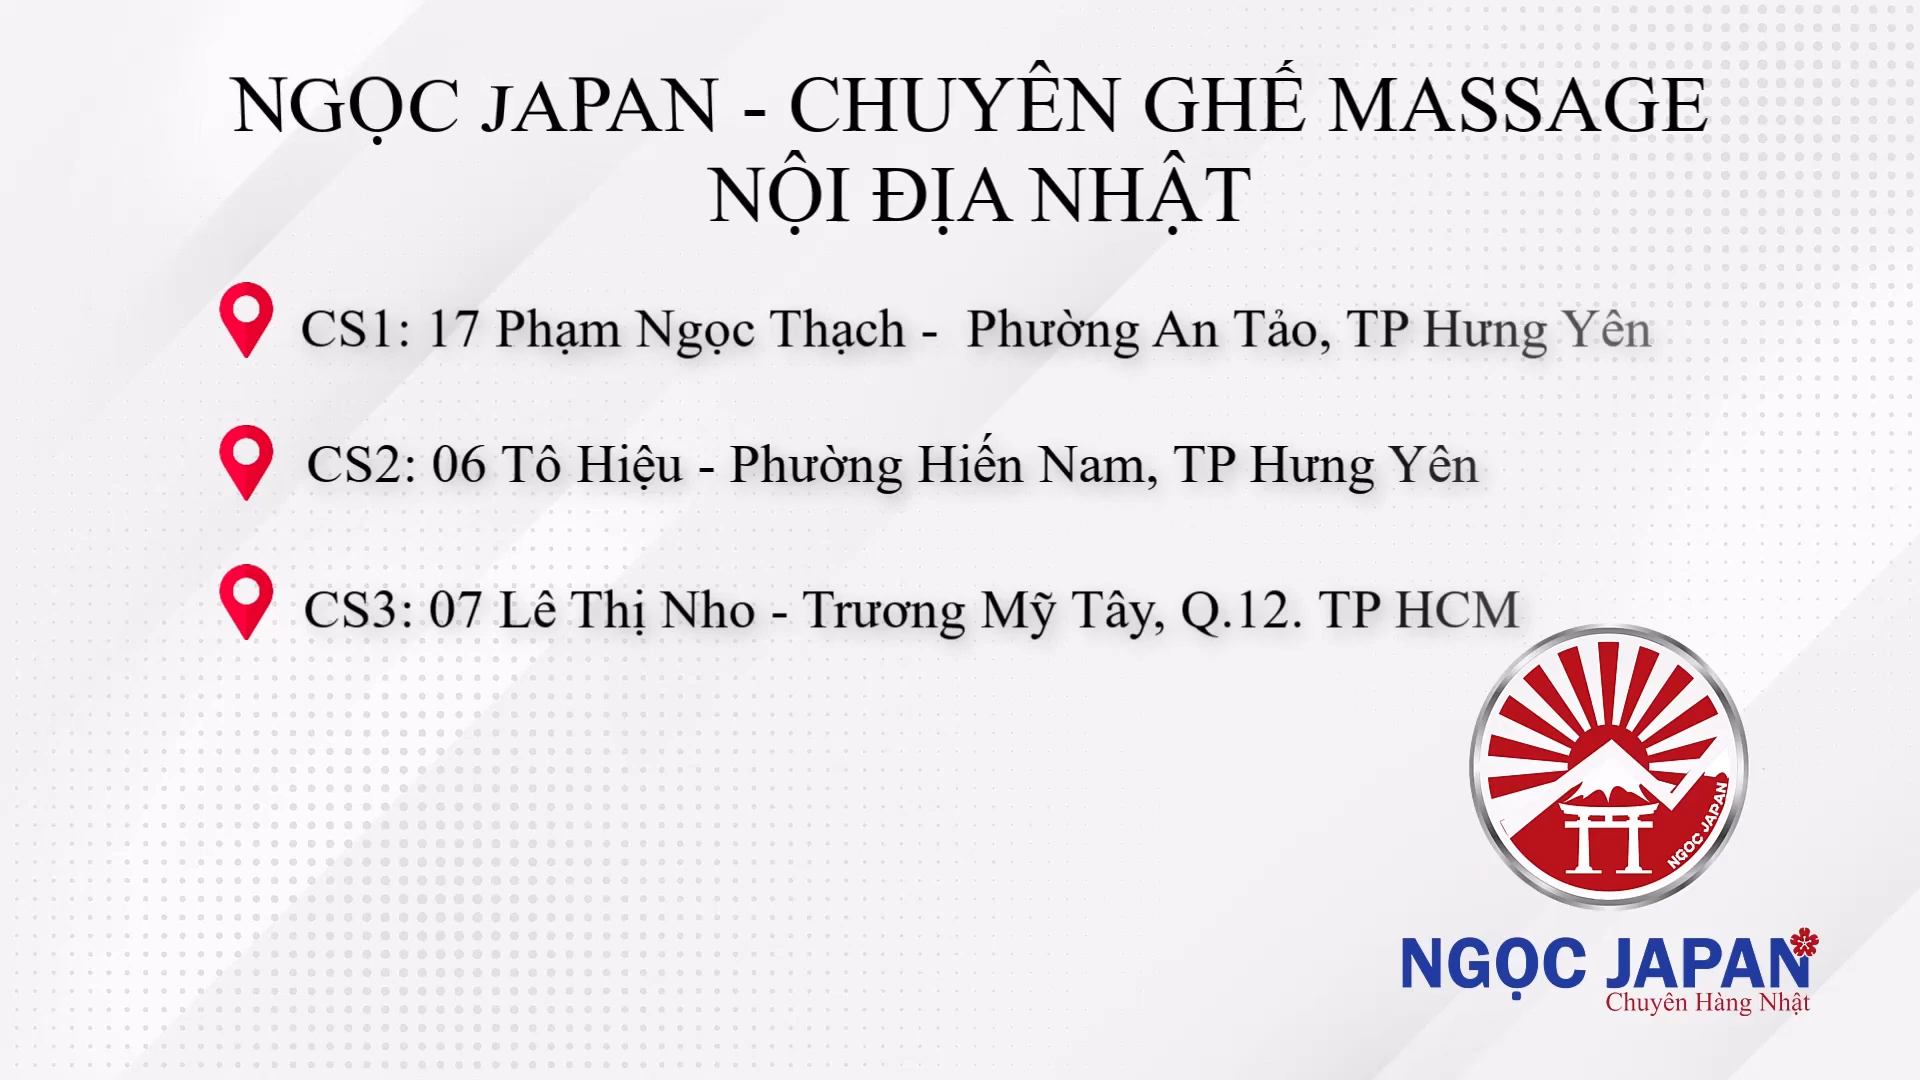 NGỌC JAPAN - CHUYÊN GHẾ MASSAGE
NỘI ĐỊA NHẬT
CS1: 17 Phạm Ngọc Thạch - Phường An Tảo, TP Hưng Yên
CS2: 06 Tô Hiệu - Phường Hiến Nam, TP Hưng Yên
CS3: 07 Lê Thị Nho - Trương Mỹ Tây, Q.12. TP HCM
NGỌC JAPAN
NGỌC JAPAN
Chuyên Hàng Nhật